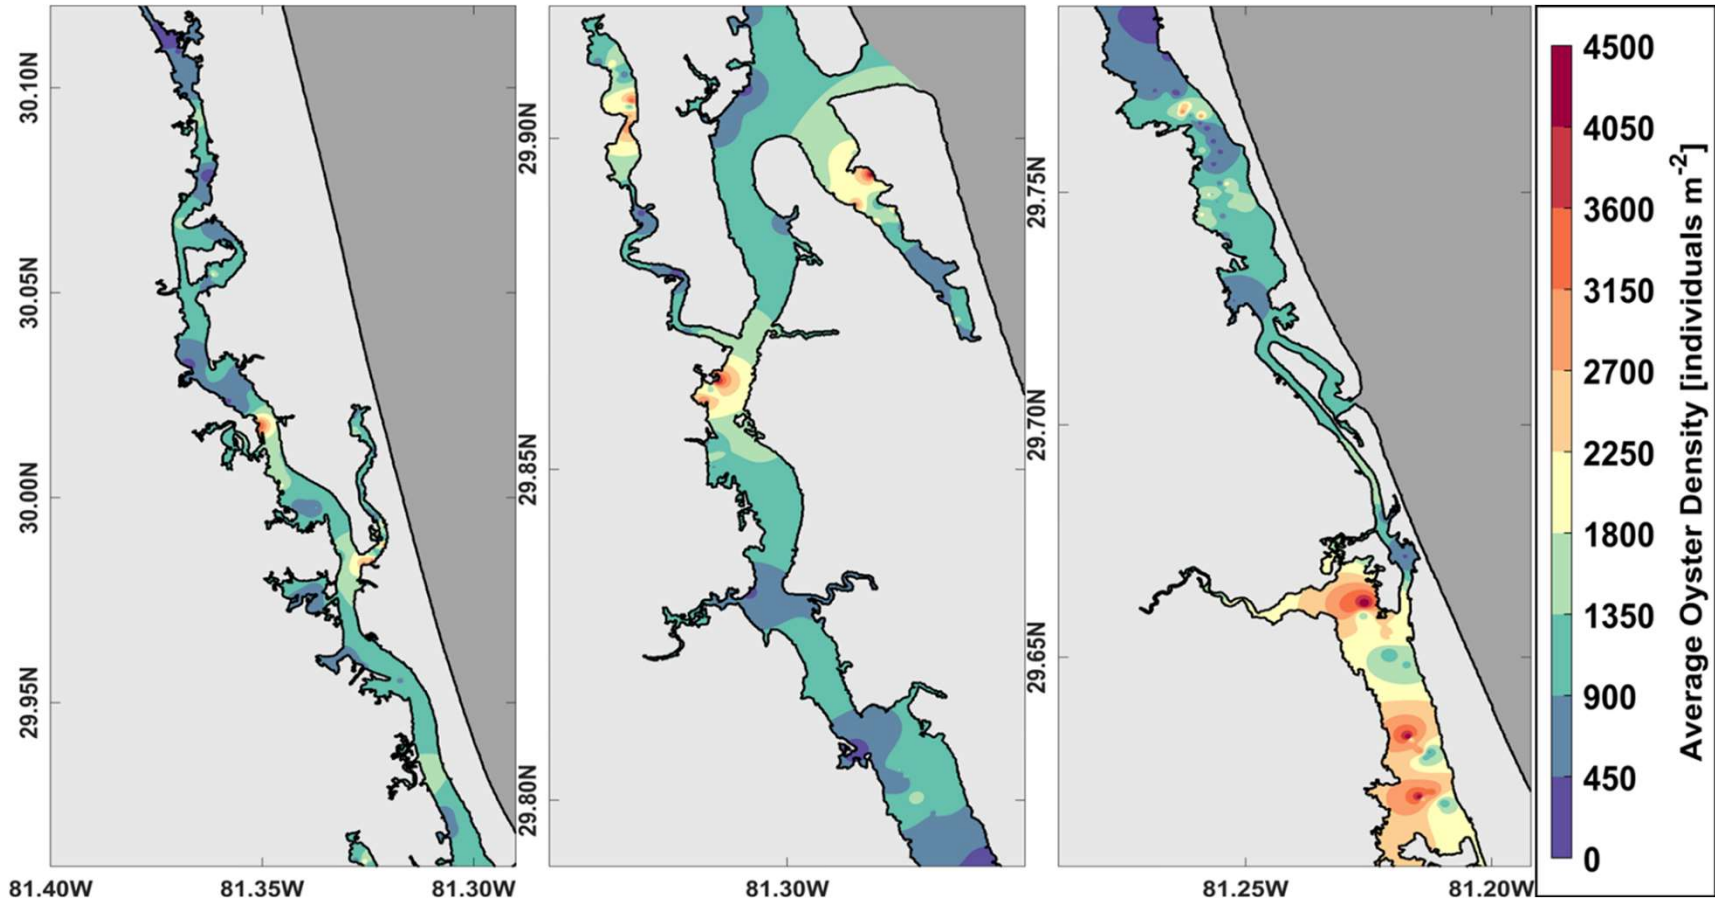 30.10N
30.05N
30.00N
29.95N
81.40W
81.35W
81.30W
29.90N
29.85N
29.80N
81.30W
29.75N
29.70N
29.65N
81.25W
81.20W
4500
4050
3600
3150
2700
2250
1800
1350
900
450
0
Average Oyster Density [individuals m⁻²]